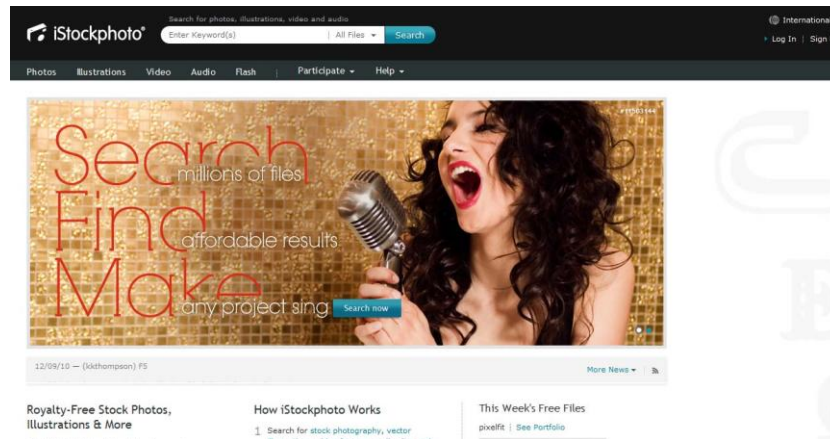 Search for photos, illustrations, video and audio
iStockphoto®
Enter Keyword(s) | All Files Search
Internationa
Log In | Sign
Photos Illustrations Video Audio Flash | Participate Help
#11503144
Search
millions of files
Find
affordable results
Make
any project sing
Search now
12/09/10 — (kkthompson) F5
More News
Royalty-Free Stock Photos,
Illustrations & More
How iStockphoto Works
1 Search for stock photography, vector
This Week's Free Files
pixelfit | See Portfolio